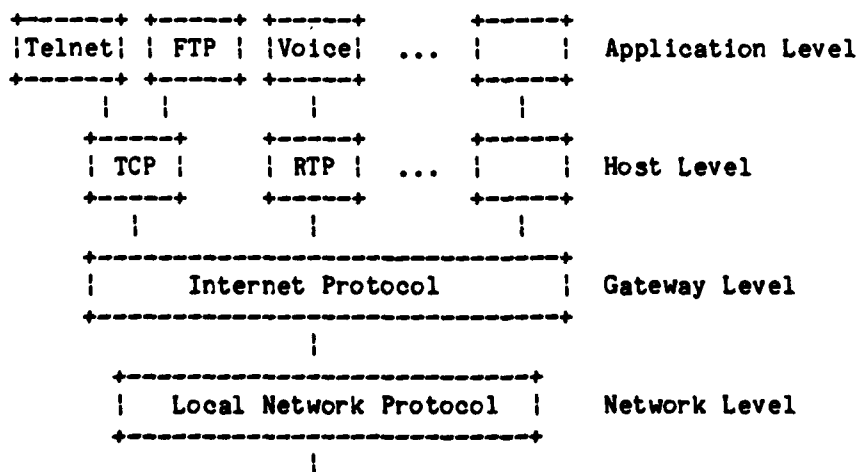 Telnet FTP Voice ... Application Level
TCP RTP ... Host Level
Internet Protocol Gateway Level
Local Network Protocol Network Level